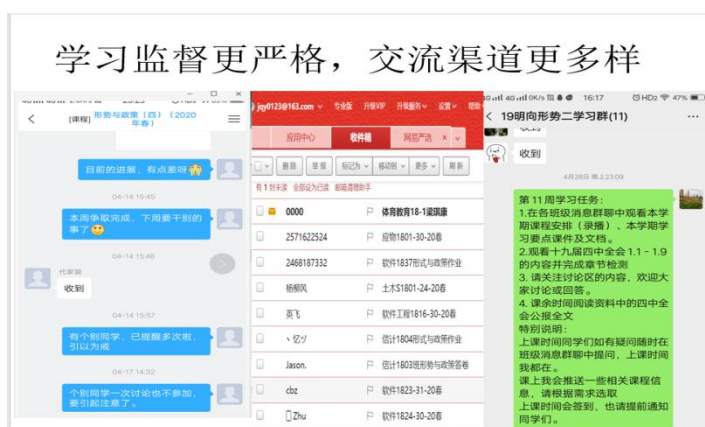 学习监督更严格，交流渠道更多样
[课程] 形势与政策（四）（2020年春）
目前的进展，有点差呀
04-14 15:45
本周争取完成，下周要干别的事了
04-14 15:46
代家慧
收到
04-14 15:57
有个别同学，已提醒多次啦，引以为戒
04-17 14:32
个别同学一次讨论也不参加，要引起注意了。
jqy0123@163.com 专业版 升级VIP 升级服务 设置
应用中心 收件箱 网易严选 ×
删除 举报 标记为 移动到 更多 刷新
有1封未读 全部设为已读 邮箱清理助手
0000 体育教育18-1梁琪康
2571622524 应物1801-30-20春
2468187332 软件1837形式与政策作业
杨柳风 土木S1801-24-20春
英飞 软件工程1816-30-20春
丶忆ヅ 信计1804形式与政策作业
Jason. 信计1803班形势与政策答卷
cbz 软件1823-31-20春
Zhu 软件1824-30-20春
4G 0K/s 16:17 HD2 47%
19明向形势二学习群(11)
收到
收到
4月28日 晚上23:09
第11周学习任务：
1.在各班级消息群聊中观看本学期课程安排（录播）、本学期学习要点课件及文档。
2.观看十九届四中全会1.1-1.9的内容并完成章节检测
3. 请关注讨论区的内容，欢迎大家讨论或回答。
4. 课余时间阅读资料中的四中全会公报全文
特别说明：
上课时间同学们如有疑问随时在班级消息群聊中提问，上课时间我都在。
课上我会推送一些相关课程信息，请根据需求选取
上课时间会签到，也请提前通知同学们。